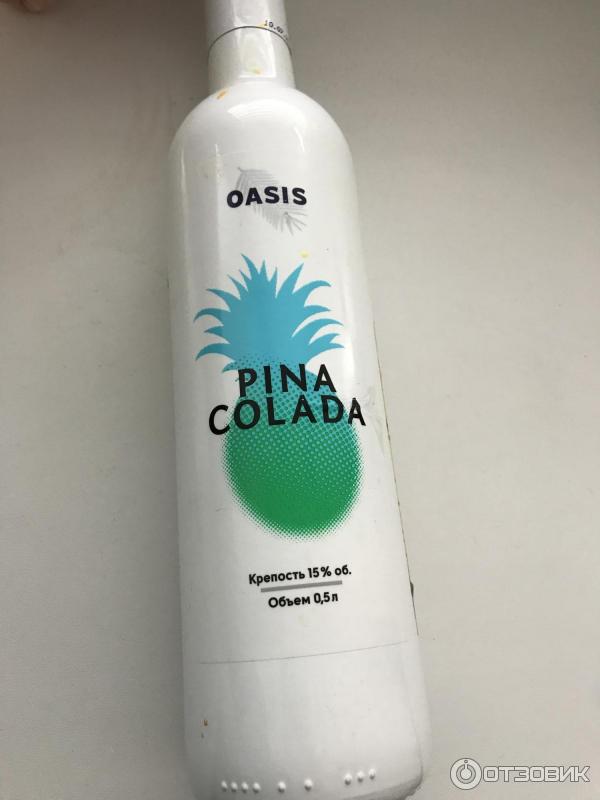 OASIS
PINA
COLADA
Крепость 15% об.
Объем 0,5 л
ОТЗОВИК